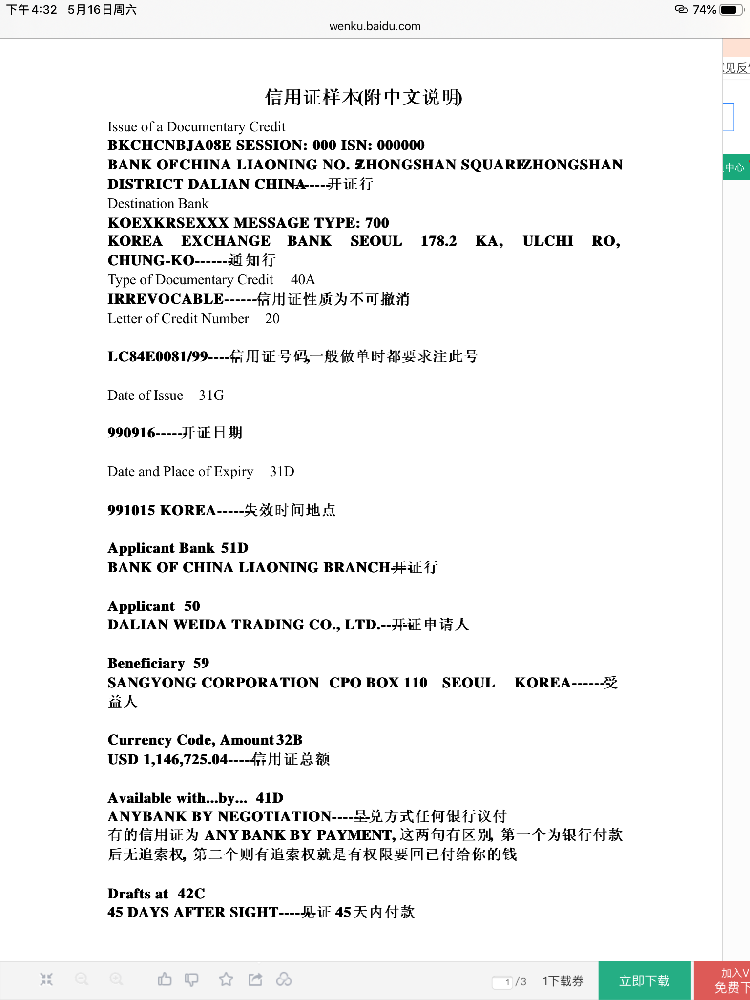 下午4:32 5月16日周六
74%
wenku.baidu.com
见反
中心
信用证样本(附中文说明)
Issue of a Documentary Credit
BKCHCNBJA08E SESSION: 000 ISN: 000000
BANK OF CHINA LIAONING NO. 5 ZHONGSHAN SQUARE ZHONGSHAN
DISTRICT DALIAN CHINA-------开证行
Destination Bank
KOEXKRSEXXX MESSAGE TYPE: 700
KOREA EXCHANGE BANK SEOUL 178.2 KA, ULCHI RO,
CHUNG-KO--------通知行
Type of Documentary Credit 40A
IRREVOCABLE--------信用证性质为不可撤消
Letter of Credit Number 20
LC84E0081/99------信用证号码,一般做单时都要求注此号
Date of Issue 31G
990916------开证日期
Date and Place of Expiry 31D
991015 KOREA-------失效时间地点
Applicant Bank 51D
BANK OF CHINA LIAONING BRANCH----开证行
Applicant 50
DALIAN WEIDA TRADING CO., LTD.------开证申请人
Beneficiary 59
SANGYONG CORPORATION CPO BOX 110 SEOUL KOREA-------受
益人
Currency Code, Amount 32B
USD 1,146,725.04-------信用证总额
Available with...by... 41D
ANYBANK BY NEGOTIATION-------呈兑方式任何银行议付
有的信用证为 ANY BANK BY PAYMENT, 这两句有区别, 第一个为银行付款
后无追索权, 第二个则有追索权就是有权限要回已付给你的钱
Drafts at 42C
45 DAYS AFTER SIGHT-------见证 45 天内付款
1 /3 1下载券 立即下载
加入V
免费下